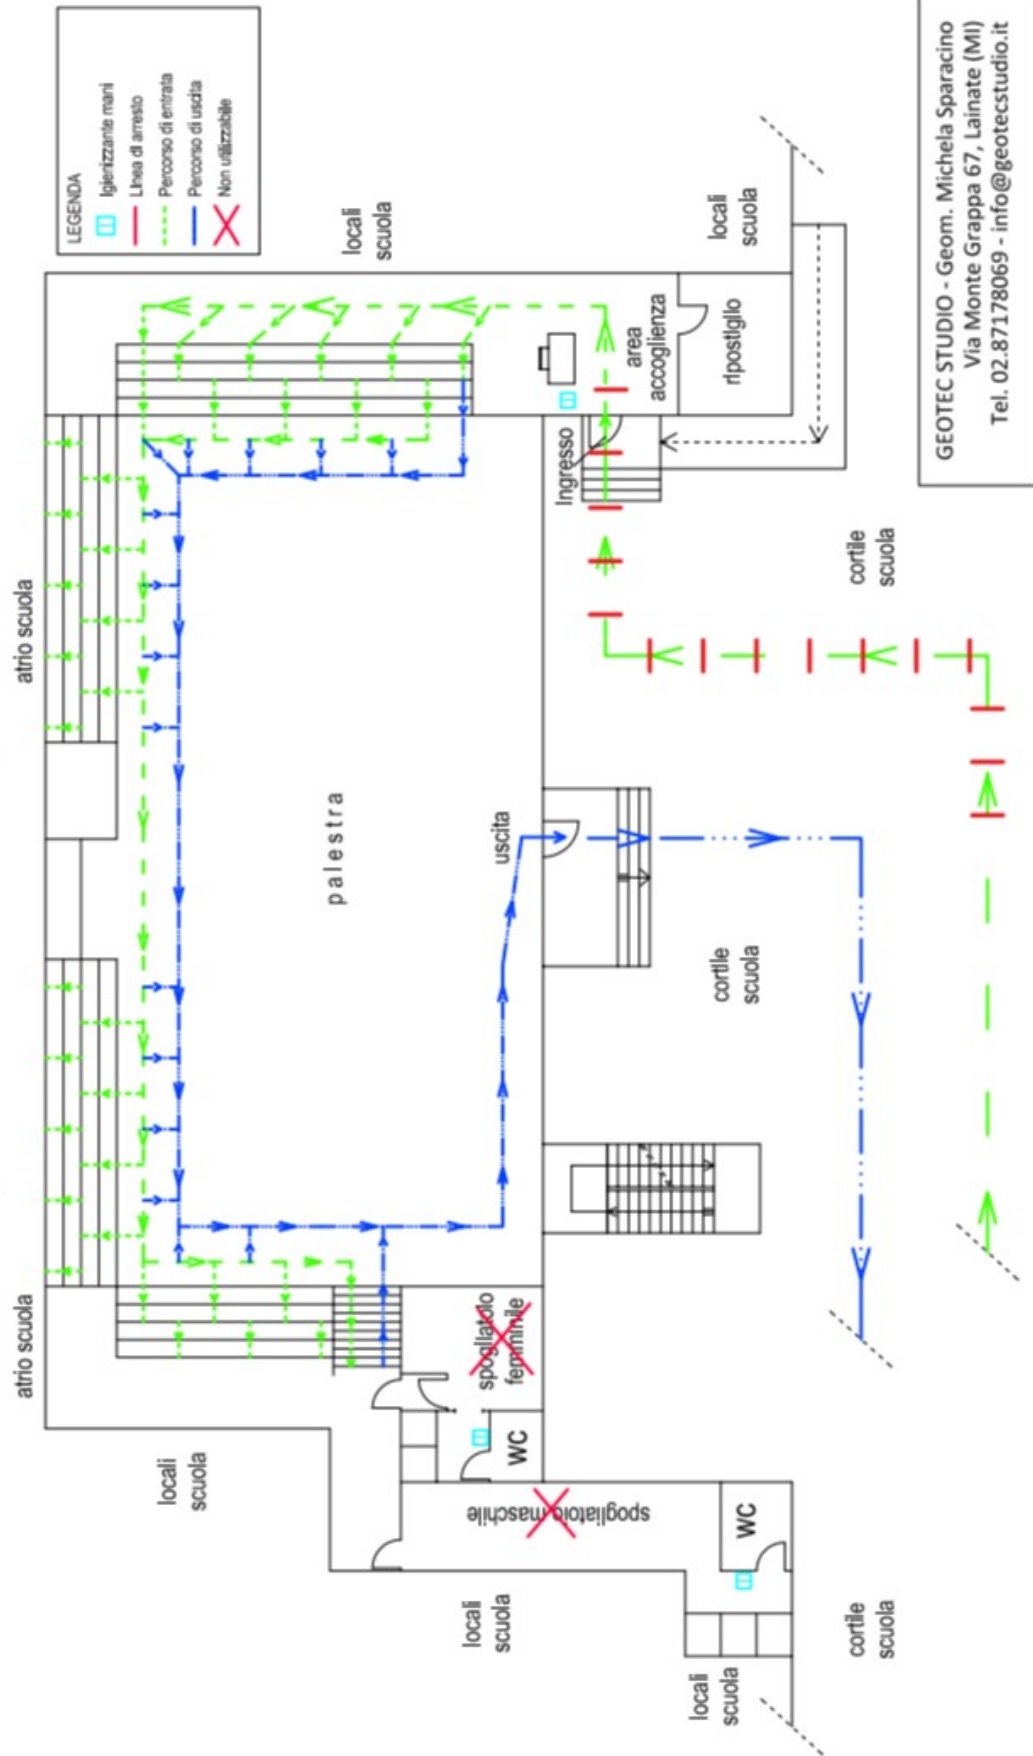 LEGENDA
Igienizzante mani
Linea di arresto
Percorso di entrata
Percorso di uscita
Non utilizzabile
atrio scuola
atrio scuola
locali
scuola
locali
scuola
locali
scuola
locali
scuola
locali
scuola
palestra
uscita
Ingresso
area
accoglienza
ripostiglio
cortile
scuola
cortile
scuola
cortile
scuola
spogliatoio
femminile
WC
spogliatoio maschile
WC
GEOTEC STUDIO - Geom. Michela Sparacino
Via Monte Grappa 67, Lainate (MI)
Tel. 02.87178069 - info@geotecstudio.it